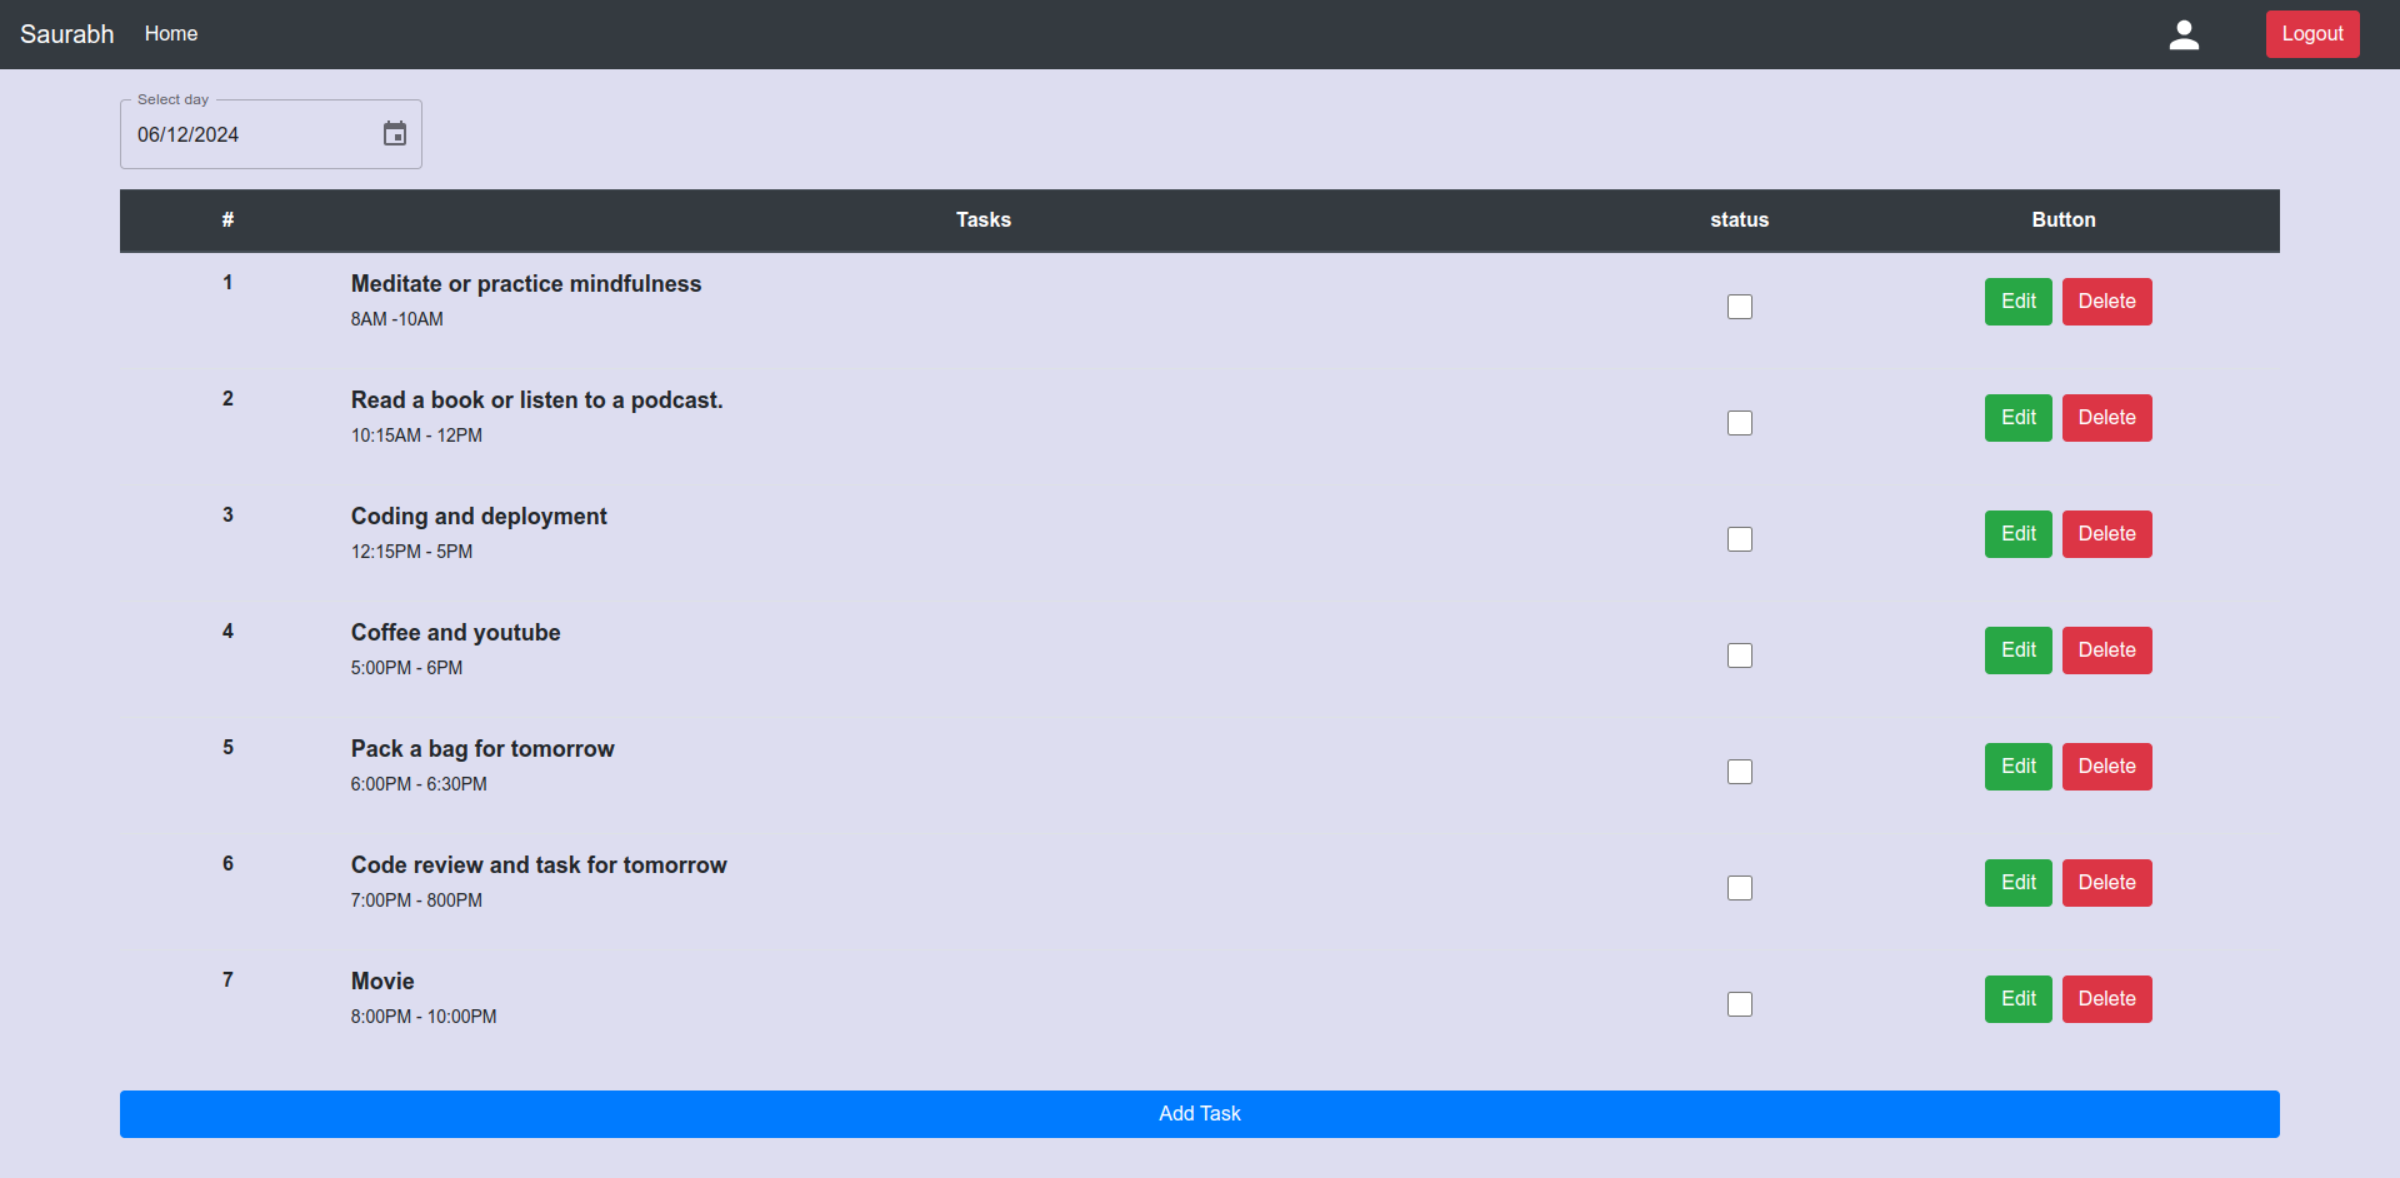 Saurabh Home Logout
Select day
06/12/2024
# Tasks status Button
1 Meditate or practice mindfulness Edit Delete
8AM -10AM
2 Read a book or listen to a podcast. Edit Delete
10:15AM - 12PM
3 Coding and deployment Edit Delete
12:15PM - 5PM
4 Coffee and youtube Edit Delete
5:00PM - 6PM
5 Pack a bag for tomorrow Edit Delete
6:00PM - 6:30PM
6 Code review and task for tomorrow Edit Delete
7:00PM - 800PM
7 Movie Edit Delete
8:00PM - 10:00PM
Add Task